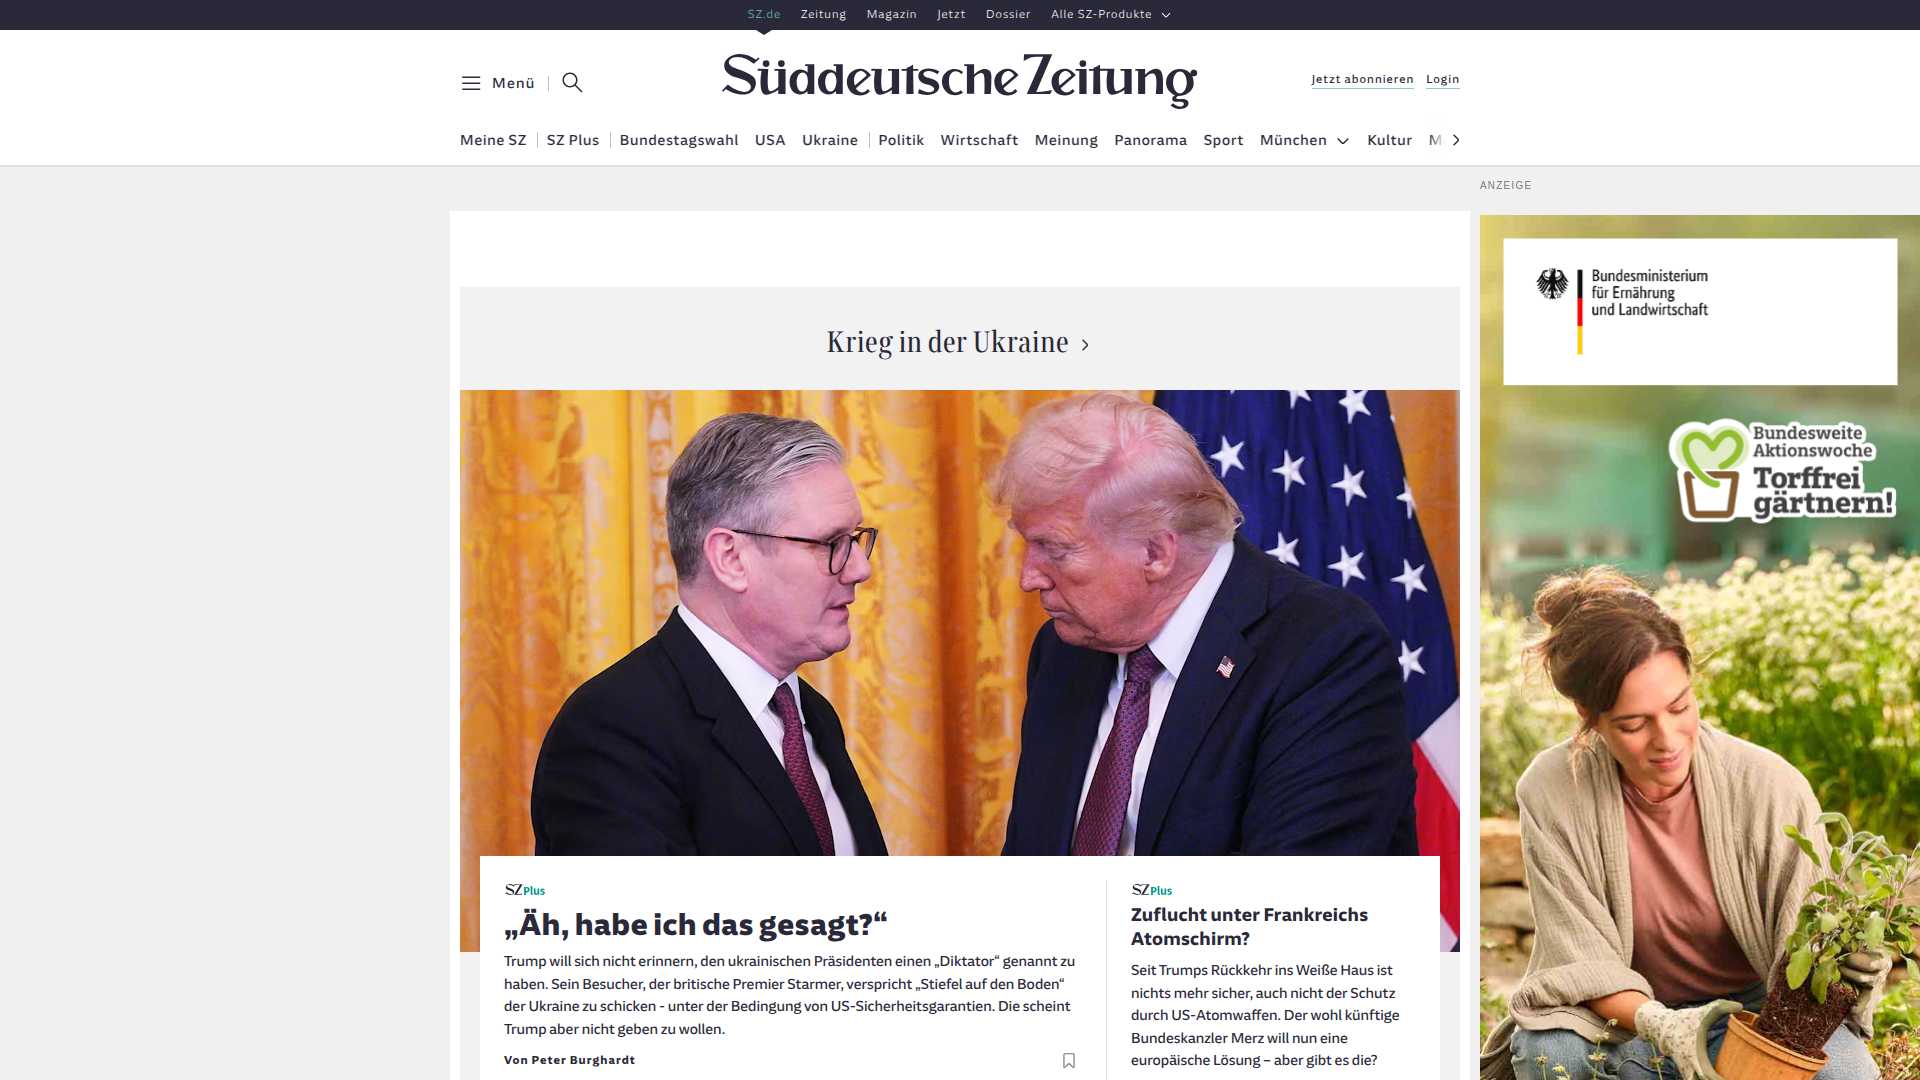 SZ.de Zeitung Magazin Jetzt Dossier Alle SZ-Produkte
Menü
Süddeutsche Zeitung
Jetzt abonnieren Login
Meine SZ SZ Plus Bundestagswahl USA Ukraine Politik Wirtschaft Meinung Panorama Sport München Kultur M
ANZEIGE
Bundesministerium
für Ernährung
und Landwirtschaft
Bundesweite
Aktionswoche
Torffrei
gärtnern!
Krieg in der Ukraine
SZ Plus
„Äh, habe ich das gesagt?“
Trump will sich nicht erinnern, den ukrainischen Präsidenten einen „Diktator“ genannt zu
haben. Sein Besucher, der britische Premier Starmer, verspricht „Stiefel auf den Boden“
der Ukraine zu schicken - unter der Bedingung von US-Sicherheitsgarantien. Die scheint
Trump aber nicht geben zu wollen.
Von Peter Burghardt
SZ Plus
Zuflucht unter Frankreichs
Atomschirm?
Seit Trumps Rückkehr ins Weiße Haus ist
nichts mehr sicher, auch nicht der Schutz
durch US-Atomwaffen. Der wohl künftige
Bundeskanzler Merz will nun eine
europäische Lösung – aber gibt es die?